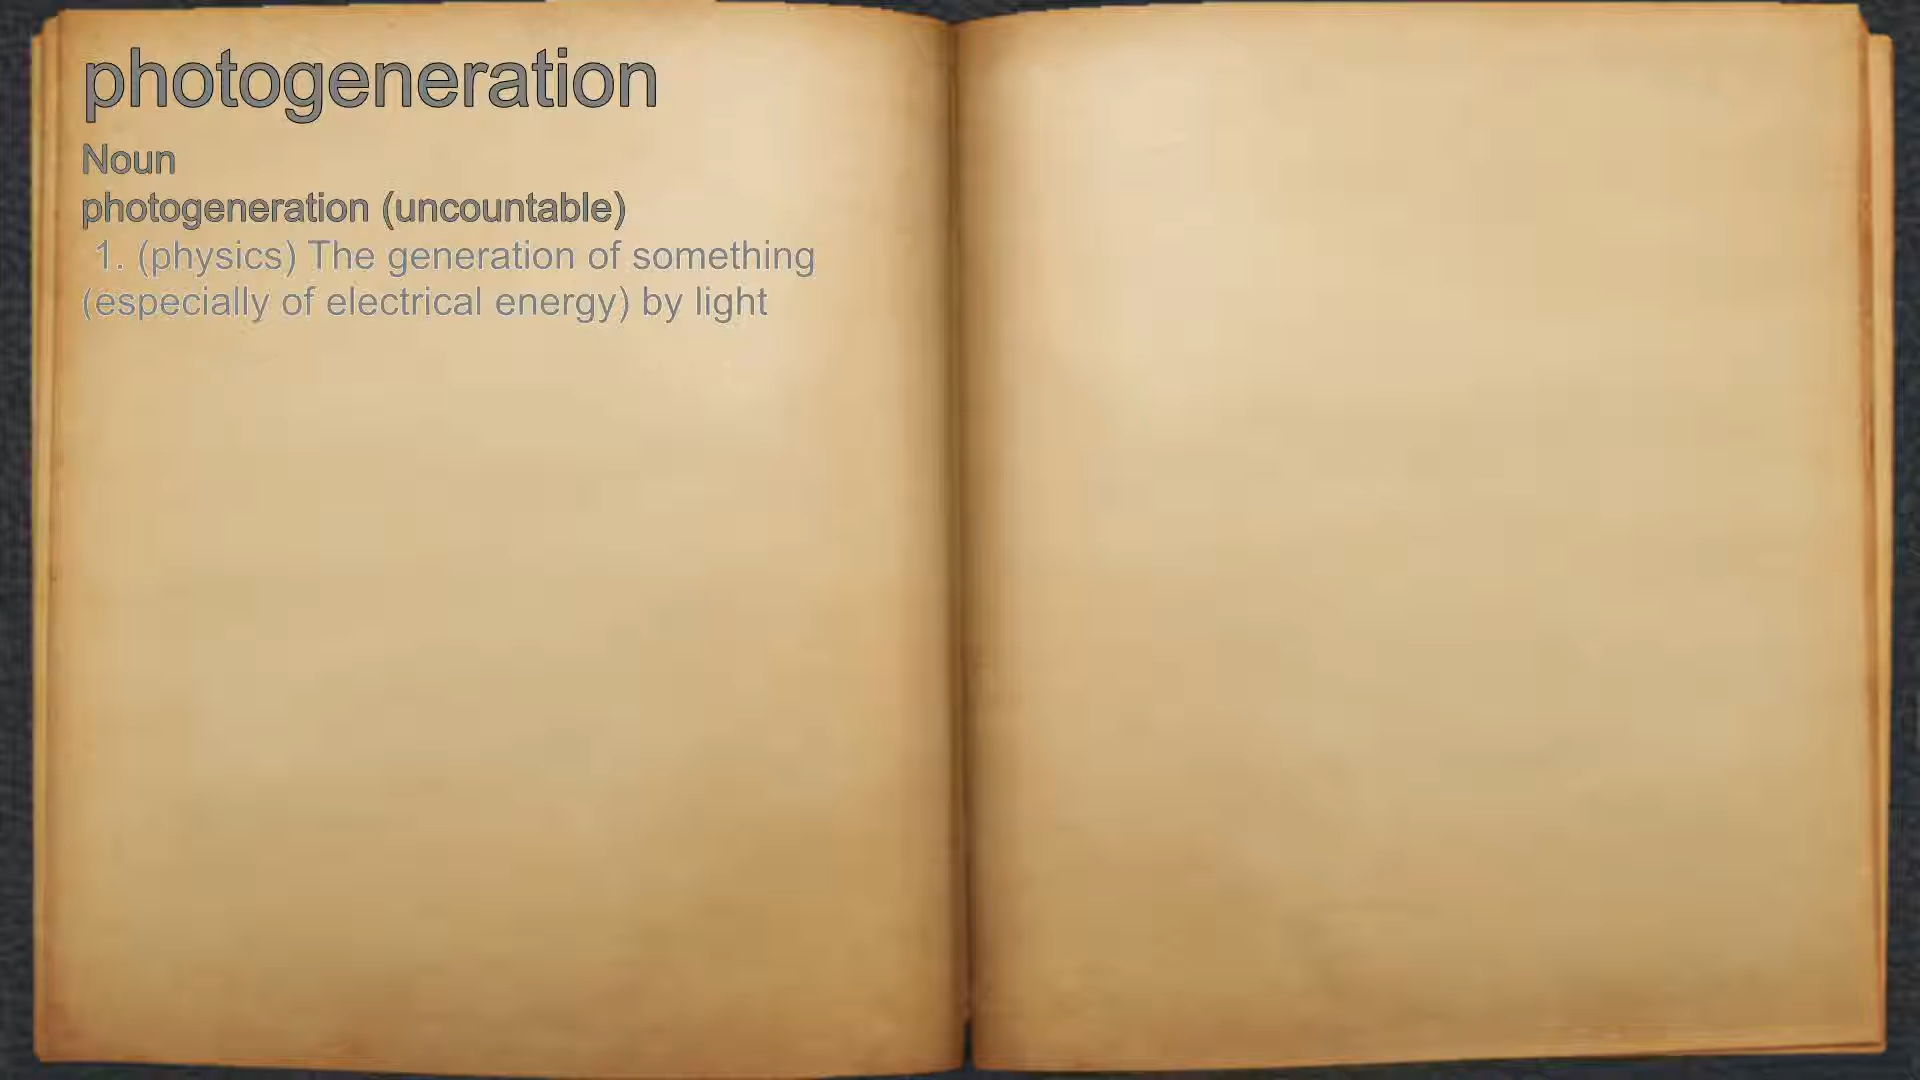 photogeneration
Noun
photogeneration (uncountable)
1. (physics) The generation of something
(especially of electrical energy) by light